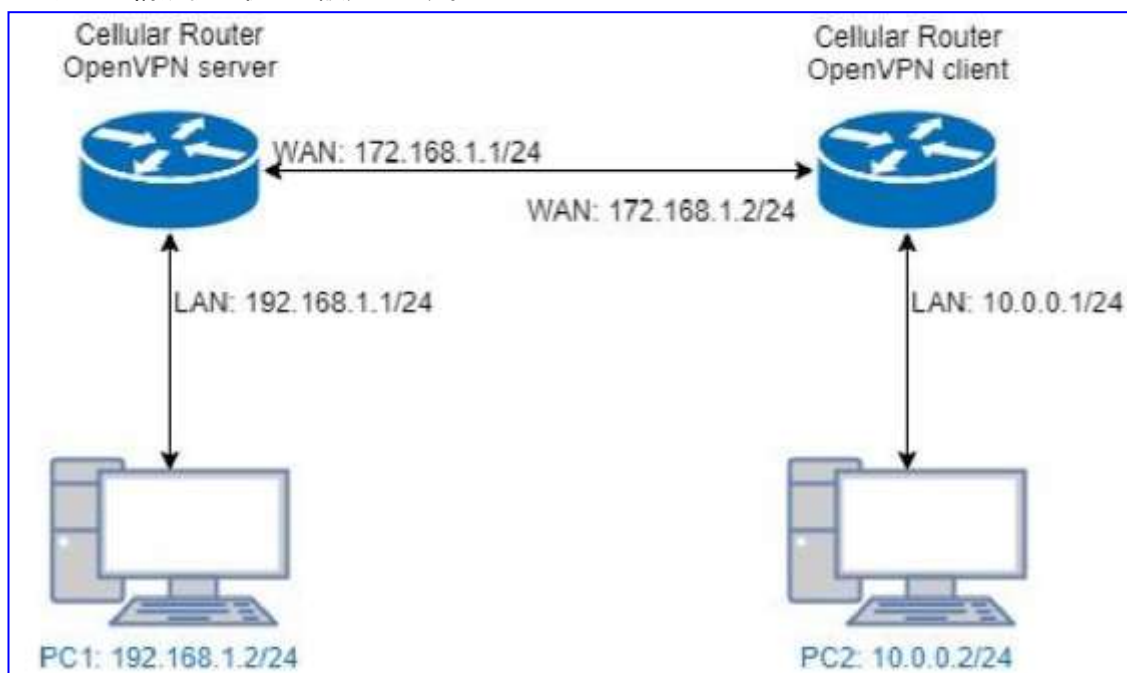 Cellular Router
OpenVPN server
Cellular Router
OpenVPN client
WAN: 172.168.1.1/24
WAN: 172.168.1.2/24
LAN: 192.168.1.1/24
LAN: 10.0.0.1/24
PC1: 192.168.1.2/24
PC2: 10.0.0.2/24